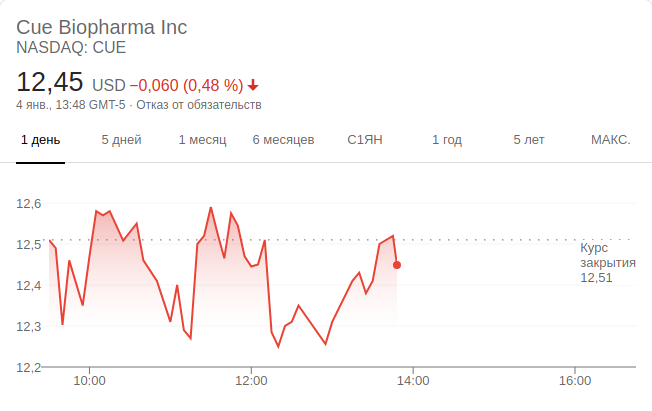 Cue Biopharma Inc
NASDAQ: CUE
12,45 USD −0,060 (0,48 %)
4 янв., 13:48 GMT-5 · Отказ от обязательств
1 день 5 дней 1 месяц 6 месяцев С1ЯН 1 год 5 лет МАКС.
12,6
12,5
Курс
закрытия
12,51
12,4
12,3
12,2
10:00 12:00 14:00 16:00